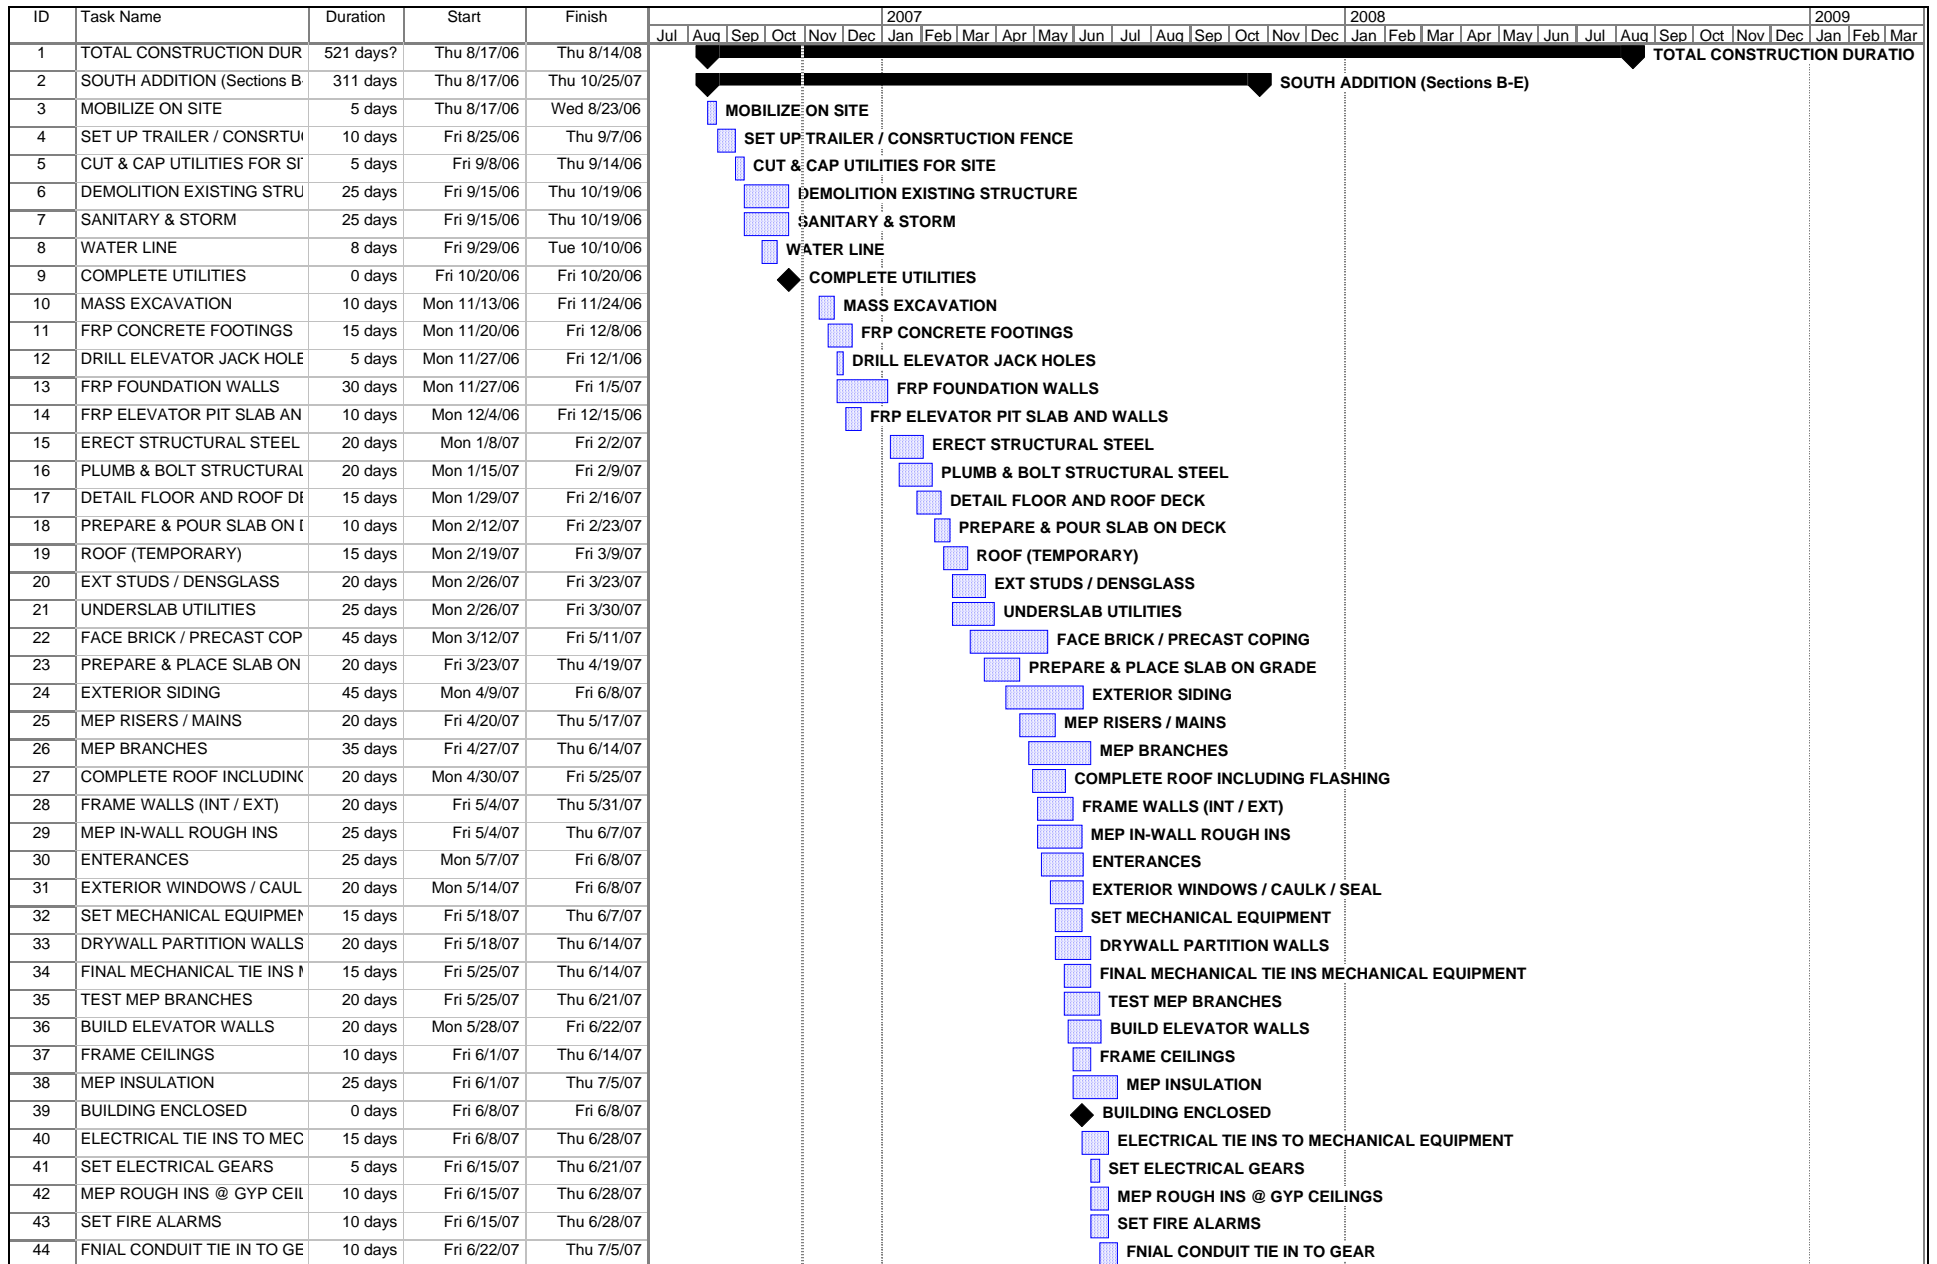 ID Task Name Duration Start Finish 2007 2008 2009
Jul Aug Sep Oct Nov Dec Jan Feb Mar Apr May Jun Jul Aug Sep Oct Nov Dec Jan Feb Mar Apr May Jun Jul Aug Sep Oct Nov Dec Jan Feb Mar
1 TOTAL CONSTRUCTION DUR 521 days? Thu 8/17/06 Thu 8/14/08 TOTAL CONSTRUCTION DURATIO
2 SOUTH ADDITION (Sections B- 311 days Thu 8/17/06 Thu 10/25/07 SOUTH ADDITION (Sections B-E)
3 MOBILIZE ON SITE 5 days Thu 8/17/06 Wed 8/23/06 MOBILIZE ON SITE
4 SET UP TRAILER / CONSRTU( 10 days Fri 8/25/06 Thu 9/7/06 SET UP TRAILER / CONSRTUCTION FENCE
5 CUT & CAP UTILITIES FOR SI 5 days Fri 9/8/06 Thu 9/14/06 CUT & CAP UTILITIES FOR SITE
6 DEMOLITION EXISTING STRU 25 days Fri 9/15/06 Thu 10/19/06 DEMOLITION EXISTING STRUCTURE
7 SANITARY & STORM 25 days Fri 9/15/06 Thu 10/19/06 SANITARY & STORM
8 WATER LINE 8 days Fri 9/29/06 Tue 10/10/06 WATER LINE
9 COMPLETE UTILITIES 0 days Fri 10/20/06 Fri 10/20/06 COMPLETE UTILITIES
10 MASS EXCAVATION 10 days Mon 11/13/06 Fri 11/24/06 MASS EXCAVATION
11 FRP CONCRETE FOOTINGS 15 days Mon 11/20/06 Fri 12/8/06 FRP CONCRETE FOOTINGS
12 DRILL ELEVATOR JACK HOLE 5 days Mon 11/27/06 Fri 12/1/06 DRILL ELEVATOR JACK HOLES
13 FRP FOUNDATION WALLS 30 days Mon 11/27/06 Fri 1/5/07 FRP FOUNDATION WALLS
14 FRP ELEVATOR PIT SLAB AN 10 days Mon 12/4/06 Fri 12/15/06 FRP ELEVATOR PIT SLAB AND WALLS
15 ERECT STRUCTURAL STEEL 20 days Mon 1/8/07 Fri 2/2/07 ERECT STRUCTURAL STEEL
16 PLUMB & BOLT STRUCTURAL 20 days Mon 1/15/07 Fri 2/9/07 PLUMB & BOLT STRUCTURAL STEEL
17 DETAIL FLOOR AND ROOF DE 15 days Mon 1/29/07 Fri 2/16/07 DETAIL FLOOR AND ROOF DECK
18 PREPARE & POUR SLAB ON D 10 days Mon 2/12/07 Fri 2/23/07 PREPARE & POUR SLAB ON DECK
19 ROOF (TEMPORARY) 15 days Mon 2/19/07 Fri 3/9/07 ROOF (TEMPORARY)
20 EXT STUDS / DENSGLASS 20 days Mon 2/26/07 Fri 3/23/07 EXT STUDS / DENSGLASS
21 UNDERSLAB UTILITIES 25 days Mon 2/26/07 Fri 3/30/07 UNDERSLAB UTILITIES
22 FACE BRICK / PRECAST COP 45 days Mon 3/12/07 Fri 5/11/07 FACE BRICK / PRECAST COPING
23 PREPARE & PLACE SLAB ON 20 days Fri 3/23/07 Thu 4/19/07 PREPARE & PLACE SLAB ON GRADE
24 EXTERIOR SIDING 45 days Mon 4/9/07 Fri 6/8/07 EXTERIOR SIDING
25 MEP RISERS / MAINS 20 days Fri 4/20/07 Thu 5/17/07 MEP RISERS / MAINS
26 MEP BRANCHES 35 days Fri 4/27/07 Thu 6/14/07 MEP BRANCHES
27 COMPLETE ROOF INCLUDING 20 days Mon 4/30/07 Fri 5/25/07 COMPLETE ROOF INCLUDING FLASHING
28 FRAME WALLS (INT / EXT) 20 days Fri 5/4/07 Thu 5/31/07 FRAME WALLS (INT / EXT)
29 MEP IN-WALL ROUGH INS 25 days Fri 5/4/07 Thu 6/7/07 MEP IN-WALL ROUGH INS
30 ENTERANCES 25 days Mon 5/7/07 Fri 6/8/07 ENTERANCES
31 EXTERIOR WINDOWS / CAUL 20 days Mon 5/14/07 Fri 6/8/07 EXTERIOR WINDOWS / CAULK / SEAL
32 SET MECHANICAL EQUIPMEN 15 days Fri 5/18/07 Thu 6/7/07 SET MECHANICAL EQUIPMENT
33 DRYWALL PARTITION WALLS 20 days Fri 5/18/07 Thu 6/14/07 DRYWALL PARTITION WALLS
34 FINAL MECHANICAL TIE INS M 15 days Fri 5/25/07 Thu 6/14/07 FINAL MECHANICAL TIE INS MECHANICAL EQUIPMENT
35 TEST MEP BRANCHES 20 days Fri 5/25/07 Thu 6/21/07 TEST MEP BRANCHES
36 BUILD ELEVATOR WALLS 20 days Mon 5/28/07 Fri 6/22/07 BUILD ELEVATOR WALLS
37 FRAME CEILINGS 10 days Fri 6/1/07 Thu 6/14/07 FRAME CEILINGS
38 MEP INSULATION 25 days Fri 6/1/07 Thu 7/5/07 MEP INSULATION
39 BUILDING ENCLOSED 0 days Fri 6/8/07 Fri 6/8/07 BUILDING ENCLOSED
40 ELECTRICAL TIE INS TO MEC 15 days Fri 6/8/07 Thu 6/28/07 ELECTRICAL TIE INS TO MECHANICAL EQUIPMENT
41 SET ELECTRICAL GEARS 5 days Fri 6/15/07 Thu 6/21/07 SET ELECTRICAL GEARS
42 MEP ROUGH INS @ GYP CEIL 10 days Fri 6/15/07 Thu 6/28/07 MEP ROUGH INS @ GYP CEILINGS
43 SET FIRE ALARMS 10 days Fri 6/15/07 Thu 6/28/07 SET FIRE ALARMS
44 FNIAL CONDUIT TIE IN TO GE 10 days Fri 6/22/07 Thu 7/5/07 FNIAL CONDUIT TIE IN TO GEAR